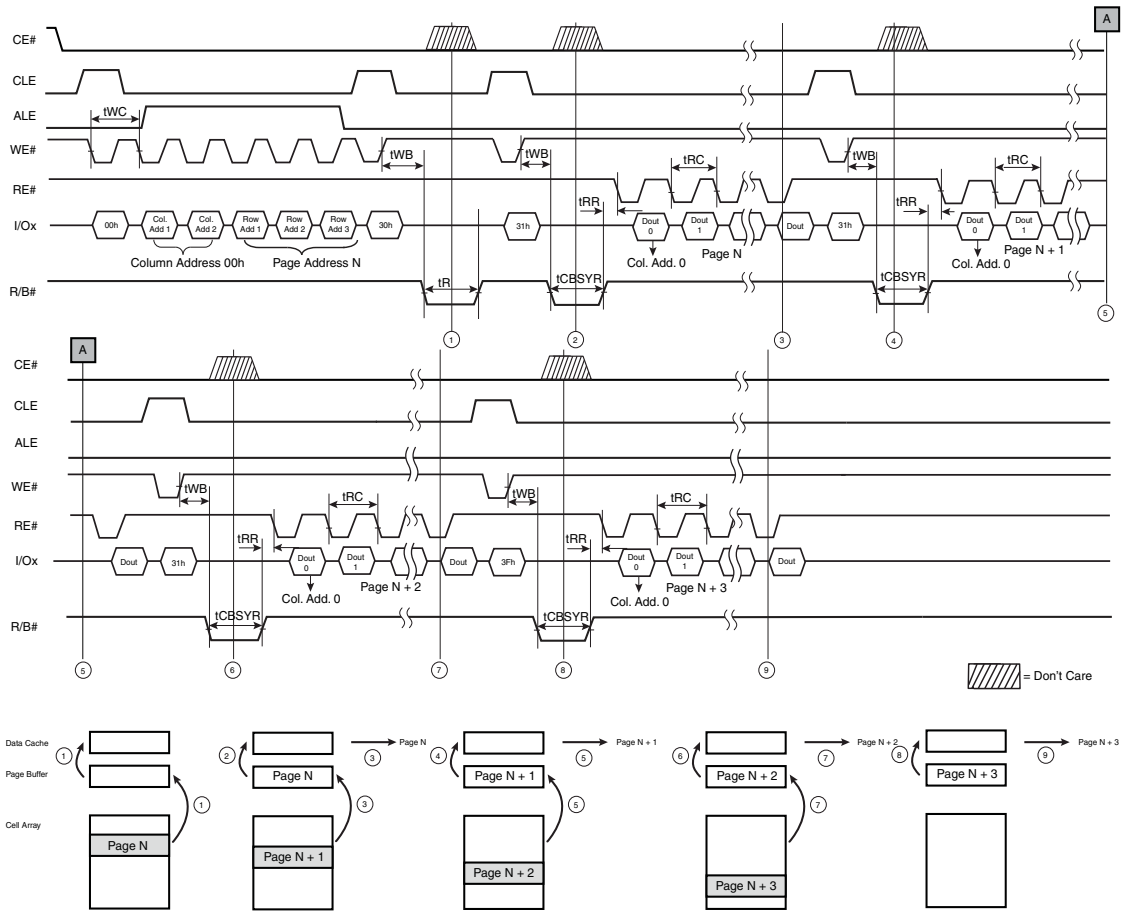 A
CE#
CLE
tWC
ALE
WE#
tWB
tWB
tRC
tWB
tRC
RE#
tRR
tRR
I/Ox
00h
Col. Add 1
Col. Add 2
Row Add 1
Row Add 2
Row Add 3
30h
31h
Dout 0
Dout 1
Dout
31h
Dout 0
Dout 1
Column Address 00h
Page Address N
Col. Add. 0
Page N
Col. Add. 0
Page N + 1
R/B#
tR
tCBSYR
tCBSYR
1
2
3
4
5
A
CE#
CLE
ALE
WE#
tWB
tRC
tWB
tRC
RE#
tRR
tRR
I/Ox
Dout
31h
Dout 0
Dout 1
Dout
3Fh
Dout 0
Dout 1
Dout
Col. Add. 0
Page N + 2
Col. Add. 0
Page N + 3
R/B#
tCBSYR
tCBSYR
5
6
7
8
9
= Don't Care
Data Cache
1
2
3
Page N
4
5
Page N + 1
6
7
Page N + 2
8
9
Page N + 3
Page Buffer
Page N
Page N + 1
Page N + 2
Page N + 3
1
3
5
7
Cell Array
Page N
Page N + 1
Page N + 2
Page N + 3